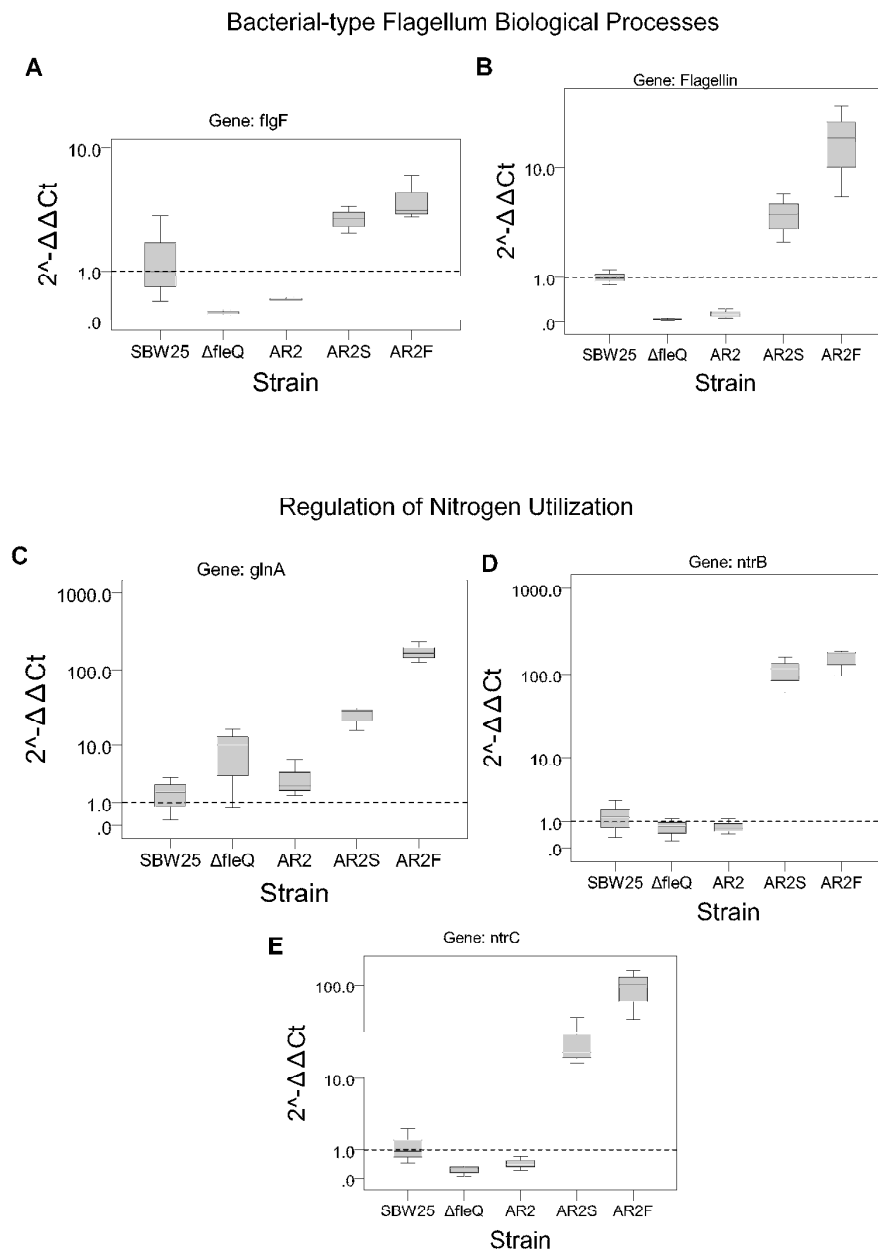 Bacterial-type Flagellum Biological Processes
A
Gene: flgF
10.0
1.0
.0
2^-ΔΔCt
SBW25 ΔfleQ AR2 AR2S AR2F
Strain
B
Gene: Flagellin
10.0
1.0
.0
2^-ΔΔCt
SBW25 ΔfleQ AR2 AR2S AR2F
Strain
Regulation of Nitrogen Utilization
C
Gene: glnA
1000.0
100.0
10.0
1.0
.0
2^-ΔΔCt
SBW25 ΔfleQ AR2 AR2S AR2F
Strain
D
Gene: ntrB
1000.0
100.0
10.0
1.0
.0
2^-ΔΔCt
SBW25 ΔfleQ AR2 AR2S AR2F
Strain
E
Gene: ntrC
100.0
10.0
1.0
.0
2^-ΔΔCt
SBW25 ΔfleQ AR2 AR2S AR2F
Strain